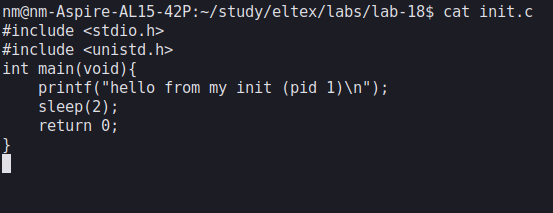 nm@nm-Aspire-AL15-42P:~/study/eltex/labs/lab-18$ cat init.c
#include <stdio.h>
#include <unistd.h>
int main(void){
    printf("hello from my init (pid 1)\n");
    sleep(2);
    return 0;
}